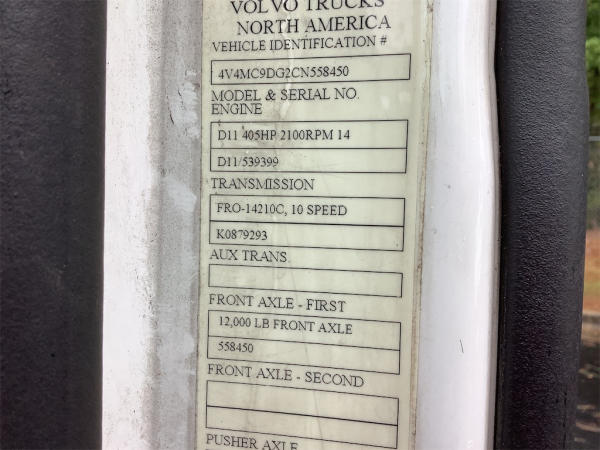 VOLVO TRUCKS
NORTH AMERICA
VEHICLE IDENTIFICATION #
4V4MC9DG2CN558450
MODEL & SERIAL NO.
ENGINE
D11 405HP 2100RPM 14
D11/539399
TRANSMISSION
FRO-14210C, 10 SPEED
K0879293
AUX TRANS.
FRONT AXLE - FIRST
12,000 LB FRONT AXLE
558450
FRONT AXLE - SECOND
PUSHER AXLE